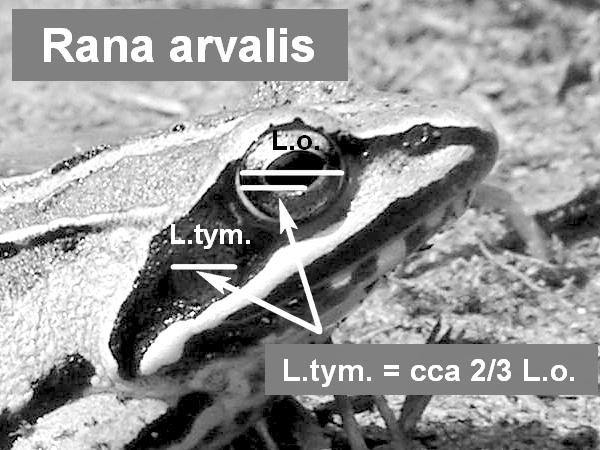 Rana arvalis
L.o.
L.tym.
L.tym. = cca 2/3 L.o.